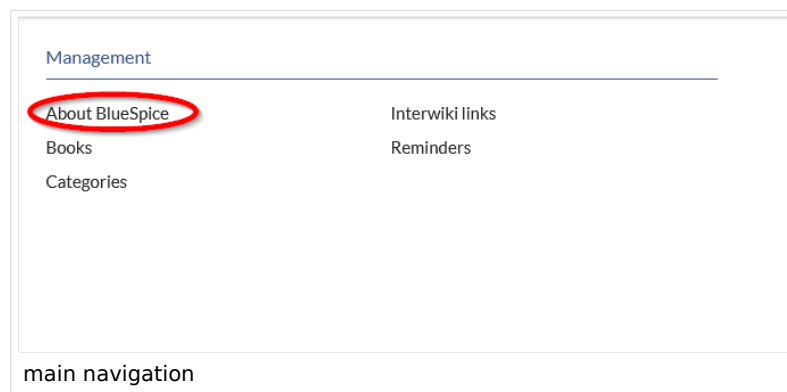 Management
About BlueSpice
Interwiki links
Books
Reminders
Categories
main navigation